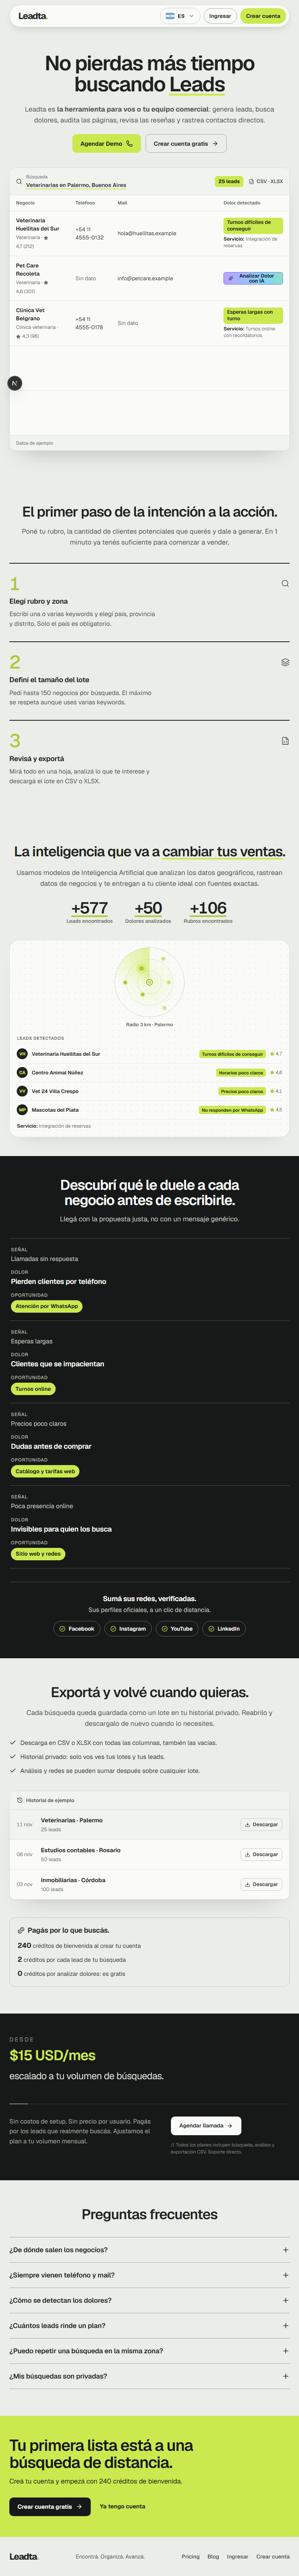 Leadta.
ES
Ingresar
Crear cuenta
No pierdas más tiempo
buscando Leads
Leadta es la herramienta para vos o tu equipo comercial: genera leads, busca
dolores, audita las páginas, revisa las reseñas y rastrea contactos directos.
Agendar Demo
Crear cuenta gratis
Búsqueda
Veterinarias en Palermo, Buenos Aires
25 leads
CSV · XLSX
Negocio
Teléfono
Mail
Dolor detectado
Veterinaria
Huellitas del Sur
Veterinaria ·
4,7 (212)
+54 11
4555-0132
hola@huellitas.example
Turnos difíciles de
conseguir
Servicio: Integración de
reservas
Pet Care
Recoleta
Veterinaria ·
4,8 (301)
Sin dato
info@petcare.example
Analizar Dolor
con IA
Clínica Vet
Belgrano
Clínica veterinaria ·
4,3 (98)
+54 11
4555-0178
Sin dato
Esperas largas con
turno
Servicio: Turnos online
con recordatorios
N
Datos de ejemplo
El primer paso de la intención a la acción.
Poné tu rubro, la cantidad de clientes potenciales que querés y dale a generar. En 1
minuto ya tenés suficiente para comenzar a vender.
1
Elegí rubro y zona
Escribí una o varias keywords y elegí país, provincia
y distrito. Solo el país es obligatorio.
2
Definí el tamaño del lote
Pedí hasta 150 negocios por búsqueda. El máximo
se respeta aunque uses varias keywords.
3
Revisá y exportá
Mirá todo en una hoja, analizá lo que te interese y
descargá el lote en CSV o XLSX.
La inteligencia que va a cambiar tus ventas.
Usamos modelos de Inteligencia Artificial que analizan los datos geográficos, rastrean
datos de negocios y te entregan a tu cliente ideal con fuentes exactas.
+577
Leads encontrados
+50
Dolores analizados
+106
Rubros encontrados
Radio 3 km · Palermo
LEADS DETECTADOS
VH
Veterinaria Huellitas del Sur
Turnos difíciles de conseguir
4,7
CA
Centro Animal Núñez
Horarios poco claros
4,6
VV
Vet 24 Villa Crespo
Precios poco claros
4,1
MP
Mascotas del Plata
No responden por WhatsApp
4,5
Servicio: Integración de reservas
Descubrí qué le duele a cada
negocio antes de escribirle.
Llegá con la propuesta justa, no con un mensaje genérico.
SEÑAL
Llamadas sin respuesta
DOLOR
Pierden clientes por teléfono
OPORTUNIDAD
Atención por WhatsApp
SEÑAL
Esperas largas
DOLOR
Clientes que se impacientan
OPORTUNIDAD
Turnos online
SEÑAL
Precios poco claros
DOLOR
Dudas antes de comprar
OPORTUNIDAD
Catálogo y tarifas web
SEÑAL
Poca presencia online
DOLOR
Invisibles para quien los busca
OPORTUNIDAD
Sitio web y redes
Sumá sus redes, verificadas.
Sus perfiles oficiales, a un clic de distancia.
Facebook
Instagram
YouTube
LinkedIn
Exportá y volvé cuando quieras.
Cada búsqueda queda guardada como un lote en tu historial privado. Reabrilo y
descargalo de nuevo cuando lo necesites.
Descarga en CSV o XLSX con todas las columnas, también las vacías.
Historial privado: solo vos ves tus lotes y tus leads.
Análisis y redes se pueden sumar después sobre cualquier lote.
Historial de ejemplo
11 nov
Veterinarias · Palermo
25 leads
Descargar
08 nov
Estudios contables · Rosario
50 leads
Descargar
03 nov
Inmobiliarias · Córdoba
100 leads
Descargar
Pagás por lo que buscás.
240 créditos de bienvenida al crear tu cuenta
2 créditos por cada lead de tu búsqueda
0 créditos por analizar dolores: es gratis
DESDE
$15 USD/mes
escalado a tu volumen de búsquedas.
Sin costos de setup. Sin precio por usuario. Pagás
por los leads que realmente buscás. Ajustamos el
plan a tu volumen mensual.
Agendar llamada
// Todos los planes incluyen búsqueda, análisis y
exportación CSV. Soporte directo.
Preguntas frecuentes
¿De dónde salen los negocios?
¿Siempre vienen teléfono y mail?
¿Cómo se detectan los dolores?
¿Cuántos leads rinde un plan?
¿Puedo repetir una búsqueda en la misma zona?
¿Mis búsquedas son privadas?
Tu primera lista está a una
búsqueda de distancia.
Creá tu cuenta y empezá con 240 créditos de bienvenida.
Crear cuenta gratis
Ya tengo cuenta
Leadta.
Encontrá. Organizá. Avanzá.
Pricing
Blog
Ingresar
Crear cuenta